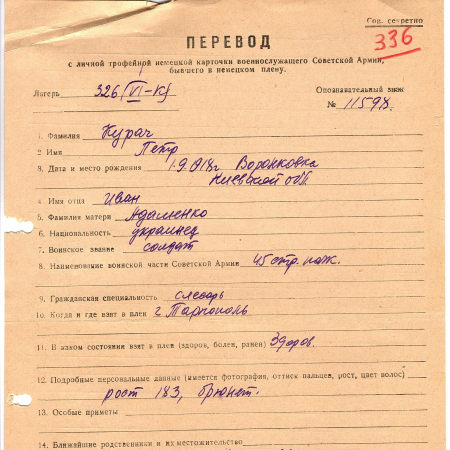 Сов. секретно
336
ПЕРЕВОД
с личной трофейной немецкой карточки военнослужащего Советской Армии,
бывшего в немецком плену.
Лагерь 326 (VI-К) Опознавательный знак
№ 11598
1. Фамилия Курач
2. Имя Петр
3. Дата и место рождения 1.9.1918г Воронковка
Киевской обл
4. Имя отца Иван
5. Фамилия матери Адаменко
6. Национальность украинец
7. Воинское звание солдат
8. Наименование воинской части Советской Армии 45 стр. полк.
9. Гражданская специальность слесарь
10. Когда и где взят в плен г. Тарнополь
11. В каком состоянии взят в плен (здоров, болен, ранен) Здоров.
12. Подробные персональные данные (имеется фотография, оттиск пальцев, рост, цвет волос)
рост 183, брюнет.
13. Особые приметы
14. Ближайшие родственники и их местожительство